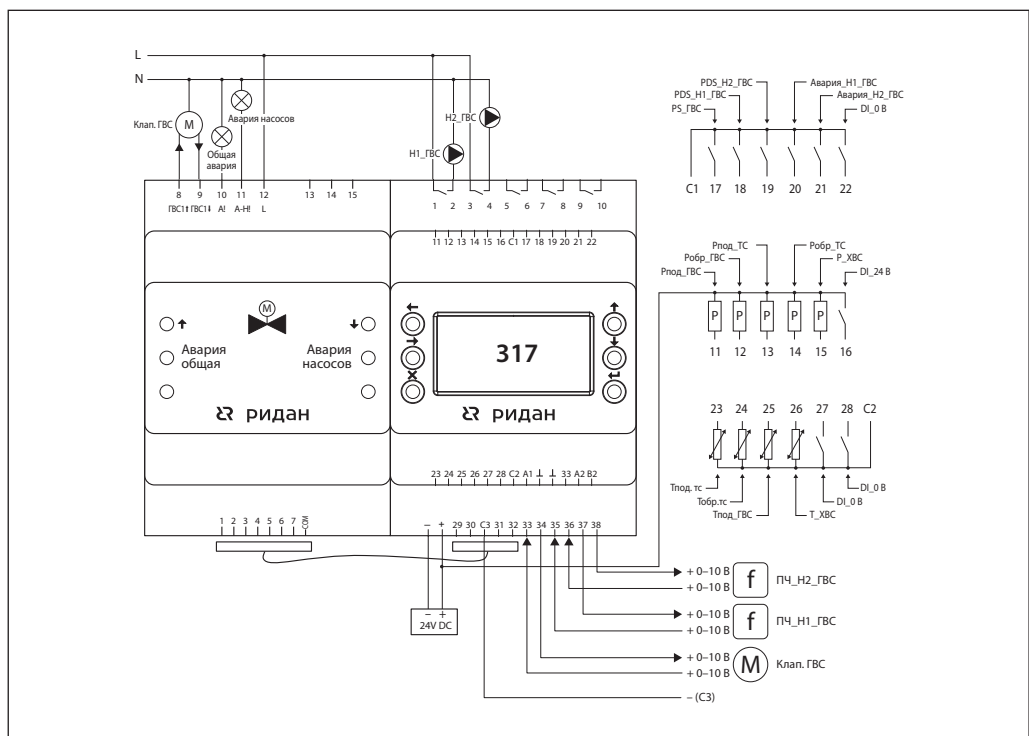 L
N
Клап. ГВС
M
Общая
авария
Авария насосов
Н1_ГВС
Н2_ГВС
8 9 10 11 12 13 14 15
ГВС1⬆ ГВС1⬇ А! А-Н! L
1 2 3 4 5 6 7 8 9 10
11 12 13 14 15 16 C1 17 18 19 20 21 22
M
Авария
общая
Авария
насосов
ридан
317
ридан
23 24 25 26 27 28 C2 A1 ⊥ ⊥ 33 A2 B2
1 2 3 4 5 6 7 COM
– + 29 30 C3 31 32 33 34 35 36 37 38
– +
24V DC
PDS_Н2_ГВС
PDS_Н1_ГВС
PS_ГВС
Авария_Н1_ГВС
Авария_Н2_ГВС
DI_0 В
C1 17 18 19 20 21 22
Рпод_ТС
Робр_ГВС
Рпод_ГВС
Робр_ТС
Р_ХВС
DI_24 В
P P P P P
11 12 13 14 15 16
23 24 25 26 27 28 C2
Тпод. тс
Тобр.тс
Тпод_ГВС
Т_ХВС
DI_0 В
DI_0 В
+ 0–10 В
+ 0–10 В
f
ПЧ_Н2_ГВС
+ 0–10 В
+ 0–10 В
f
ПЧ_Н1_ГВС
+ 0–10 В
+ 0–10 В
M
Клап. ГВС
– (C3)